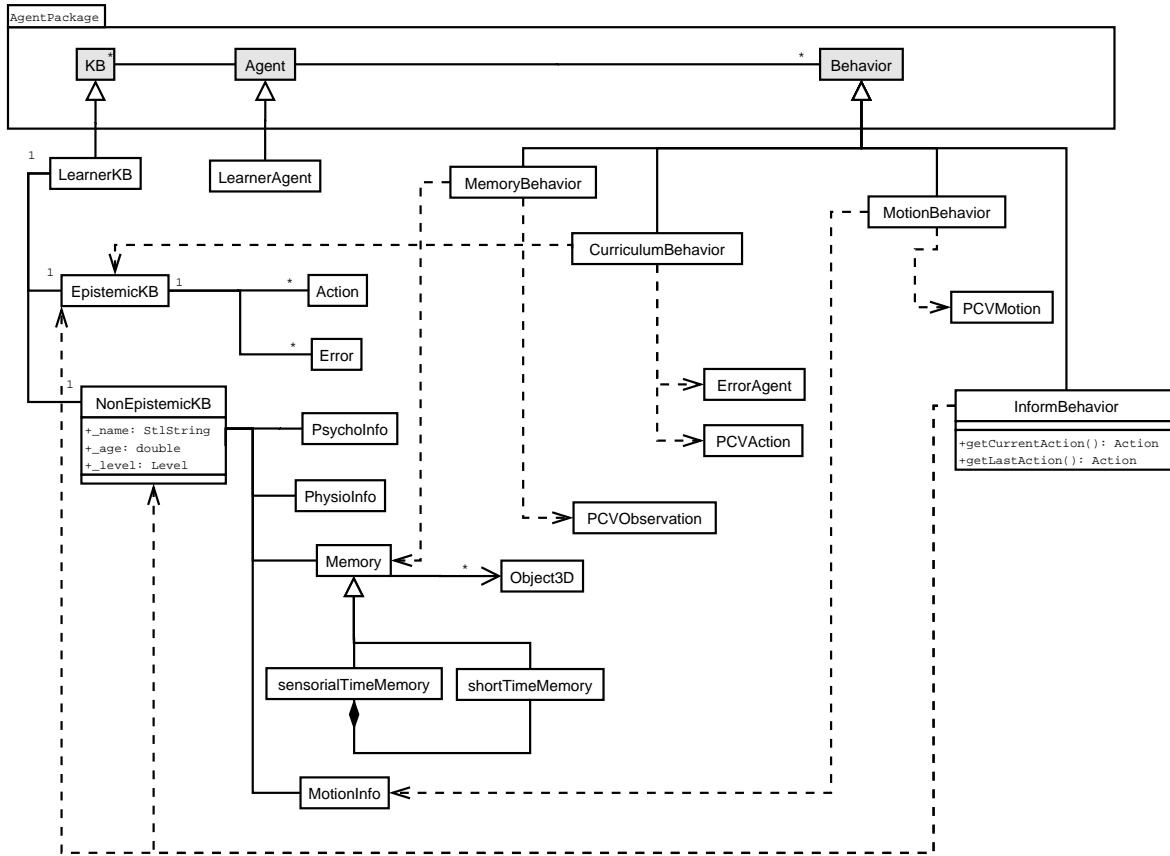 AgentPackage
KB
*
Agent
*
Behavior
1
LearnerKB
LearnerAgent
MemoryBehavior
MotionBehavior
CurriculumBehavior
1
EpistemicKB
1
*
Action
PCVMotion
*
Error
1
NonEpistemicKB
+_name: StlString
+_age: double
+_level: Level
PsychoInfo
ErrorAgent
PCVAction
InformBehavior
+getCurrentAction(): Action
+getLastAction(): Action
PhysioInfo
PCVObservation
Memory
*
Object3D
sensorialTimeMemory
shortTimeMemory
MotionInfo